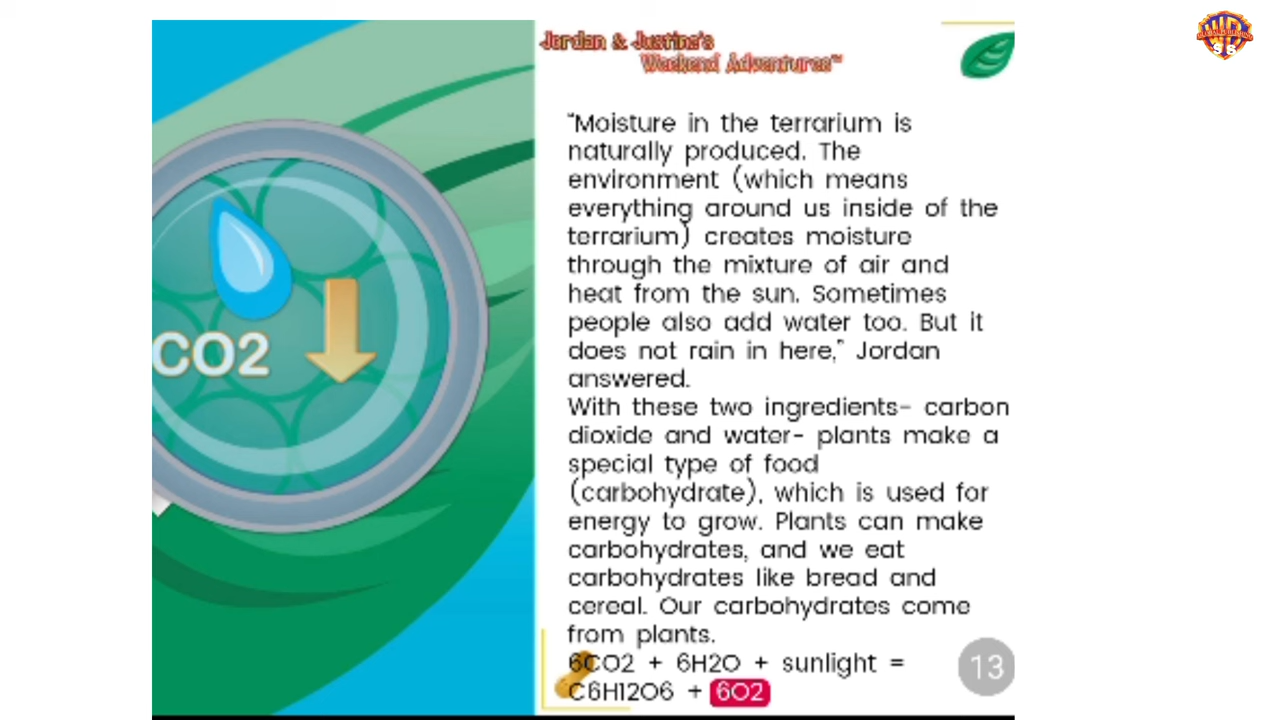 Jordan & Justine's
Weekend Adventures™
"Moisture in the terrarium is
naturally produced. The
environment (which means
everything around us inside of the
terrarium) creates moisture
through the mixture of air and
heat from the sun. Sometimes
people also add water too. But it
does not rain in here," Jordan
answered.
With these two ingredients- carbon
dioxide and water- plants make a
special type of food
(carbohydrate), which is used for
energy to grow. Plants can make
carbohydrates, and we eat
carbohydrates like bread and
cereal. Our carbohydrates come
from plants.
6CO2 + 6H2O + sunlight =
C6H12O6 + 6O2
CO2
13